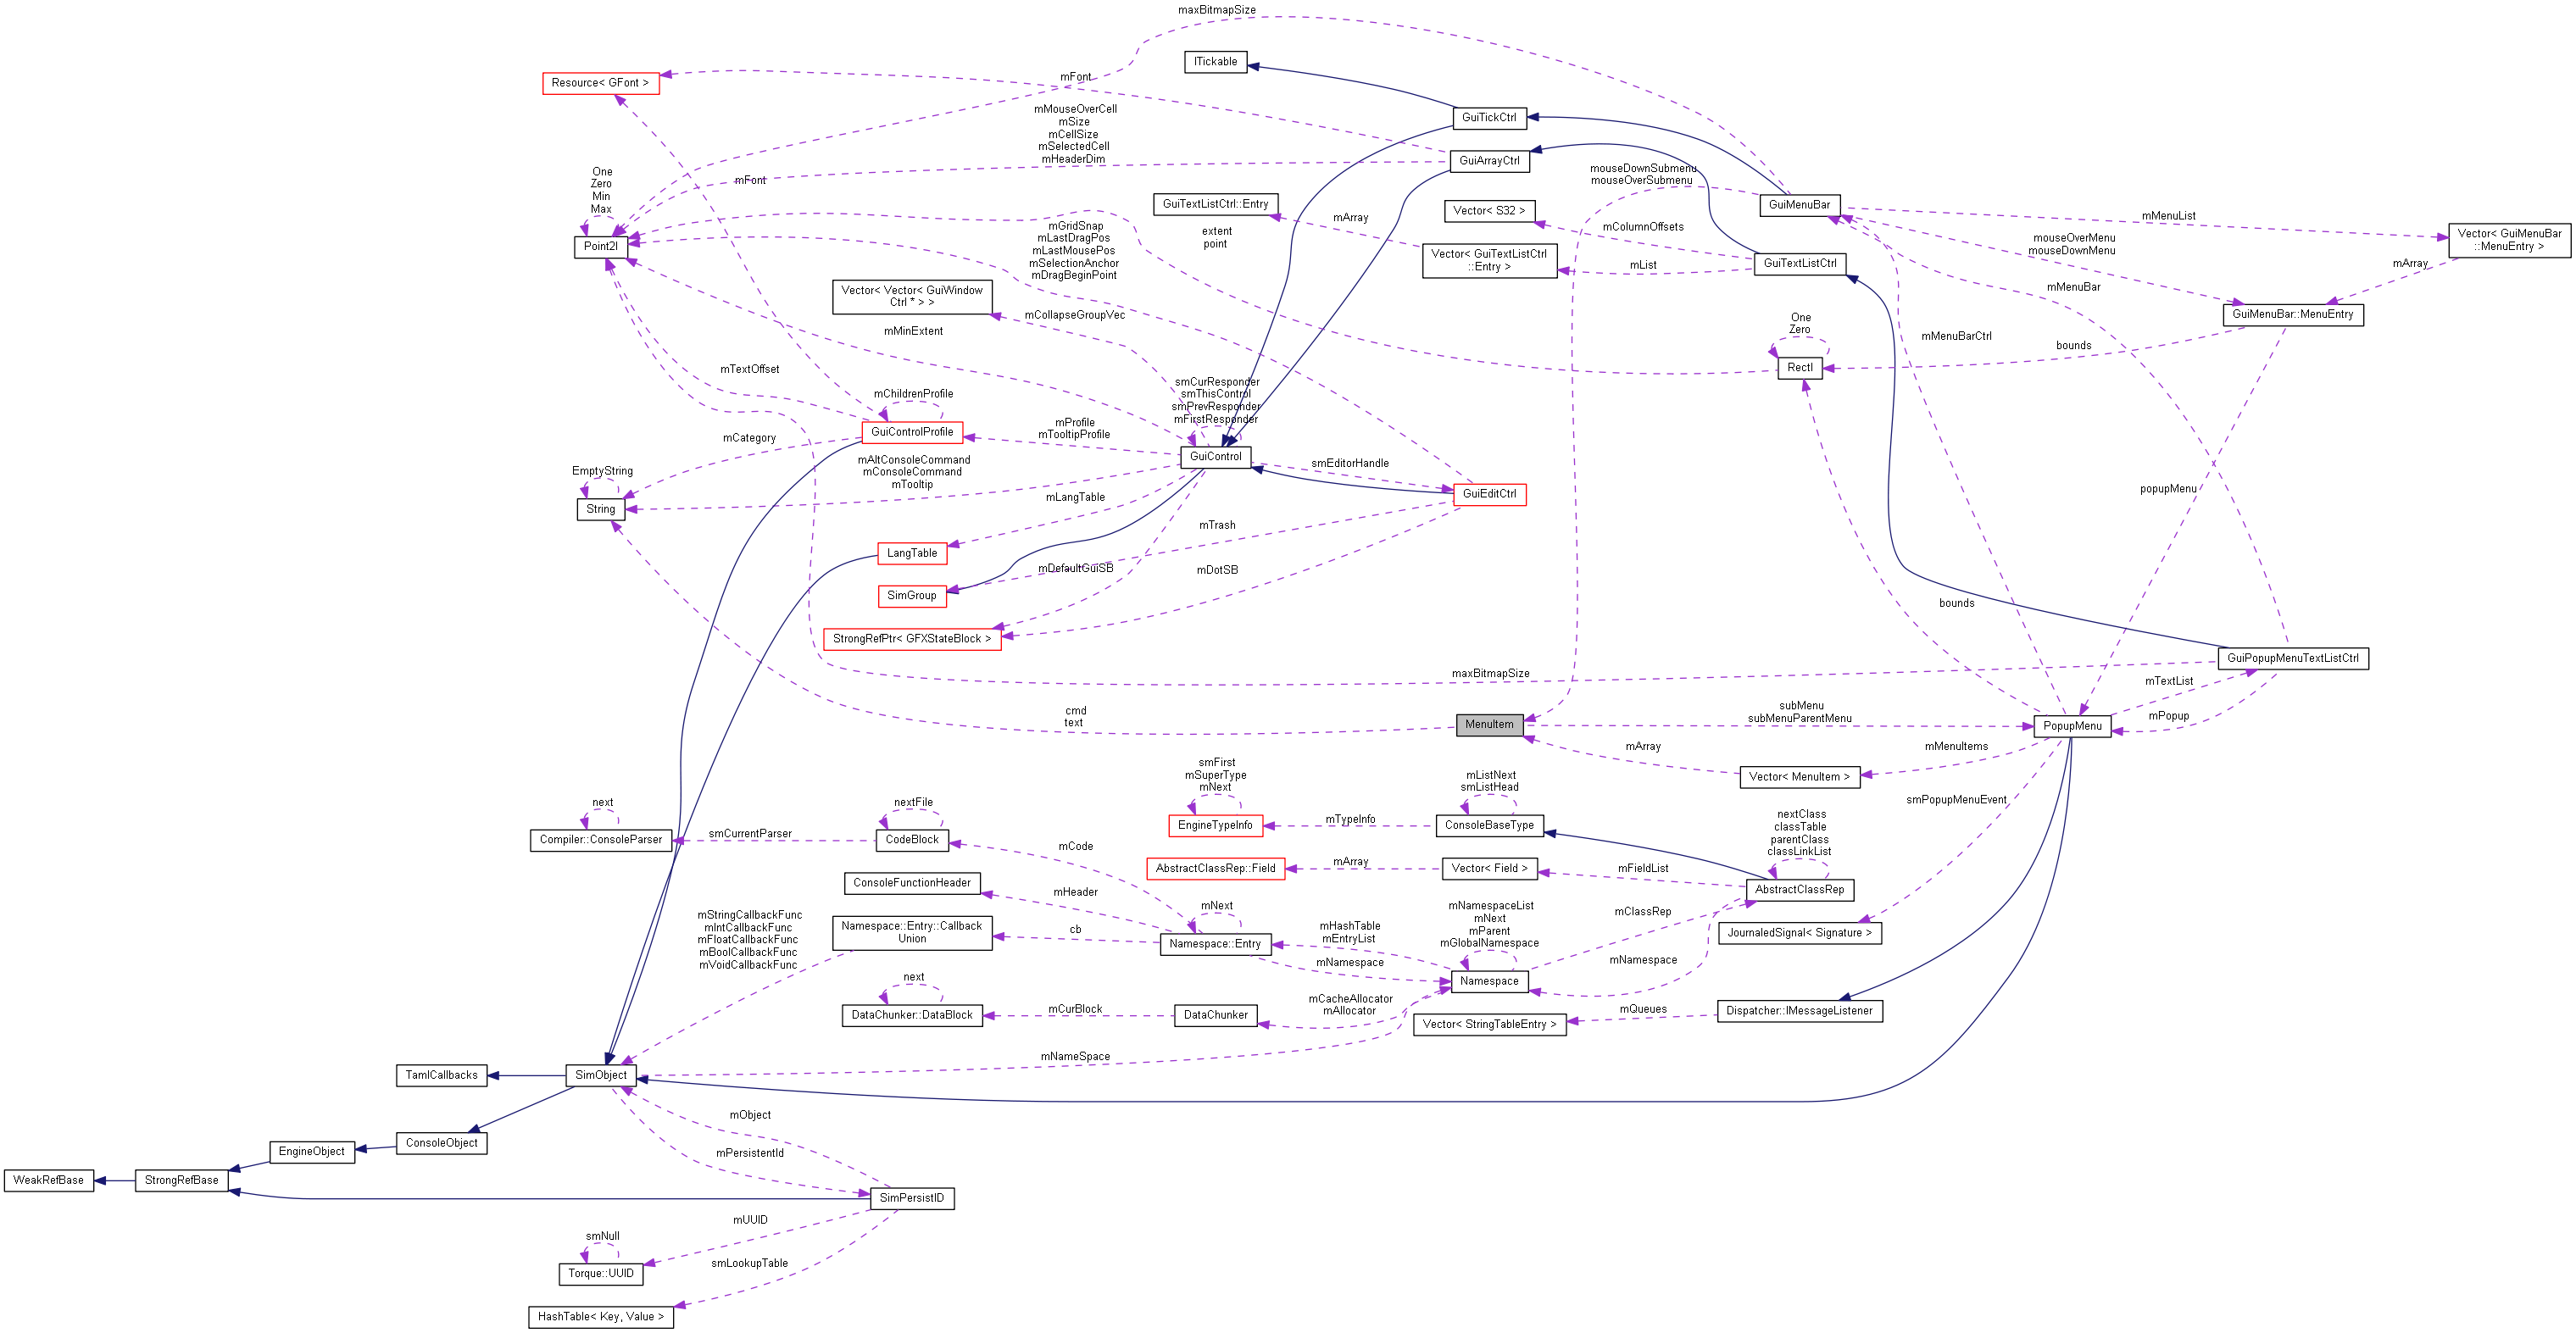 maxBitmapSize
ITickable
Resource< GFont >
mFont
mMouseOverCell
mSize
mCellSize
mSelectedCell
mHeaderDim
GuiTickCtrl
GuiArrayCtrl
mouseDownSubmenu
mouseOverSubmenu
One
Zero
Min
Max
mFont
GuiTextListCtrl::Entry
mArray
Vector< S32 >
mColumnOffsets
GuiMenuBar
mMenuList
Vector< GuiMenuBar
::MenuEntry >
Point2I
extent
point
mGridSnap
mLastDragPos
mLastMousePos
mSelectionAnchor
mDragBeginPoint
Vector< GuiTextListCtrl
::Entry >
mList
GuiTextListCtrl
mouseOverMenu
mouseDownMenu
mArray
mMenuBar
Vector< Vector< GuiWindow
Ctrl * > >
mCollapseGroupVec
GuiMenuBar::MenuEntry
mMinExtent
One
Zero
mMenuBarCtrl
bounds
RectI
mTextOffset
mChildrenProfile
smCurResponder
smThisControl
smPrevResponder
mFirstResponder
GuiControlProfile
mProfile
mTooltipProfile
mCategory
GuiControl
EmptyString
mAltConsoleCommand
mConsoleCommand
mTooltip
smEditorHandle
GuiEditCtrl
popupMenu
String
mLangTable
mTrash
LangTable
mDefaultGuiSB
mDotSB
SimGroup
bounds
StrongRefPtr< GFXStateBlock >
GuiPopupMenuTextListCtrl
maxBitmapSize
mTextList
mPopup
cmd
text
MenuItem
subMenu
subMenuParentMenu
PopupMenu
mArray
Vector< MenuItem >
mMenuItems
smPopupMenuEvent
next
Compiler::ConsoleParser
smCurrentParser
nextFile
CodeBlock
mCode
smFirst
mSuperType
mNext
EngineTypeInfo
mTypeInfo
mListNext
smListHead
ConsoleBaseType
nextClass
classTable
parentClass
classLinkList
AbstractClassRep::Field
mArray
Vector< Field >
mFieldList
AbstractClassRep
ConsoleFunctionHeader
mHeader
mNext
mStringCallbackFunc
mIntCallbackFunc
mFloatCallbackFunc
mBoolCallbackFunc
mVoidCallbackFunc
Namespace::Entry::Callback
Union
cb
Namespace::Entry
mHashTable
mEntryList
mNamespaceList
mNext
mParent
mGlobalNamespace
mClassRep
JournaledSignal< Signature >
mNamespace
mNamespace
Namespace
next
DataChunker::DataBlock
mCurBlock
DataChunker
mCacheAllocator
mAllocator
Vector< StringTableEntry >
mQueues
Dispatcher::IMessageListener
mNameSpace
TamlCallbacks
SimObject
mObject
ConsoleObject
EngineObject
mPersistentId
WeakRefBase
StrongRefBase
SimPersistID
mUUID
smNull
smLookupTable
Torque::UUID
HashTable< Key, Value >